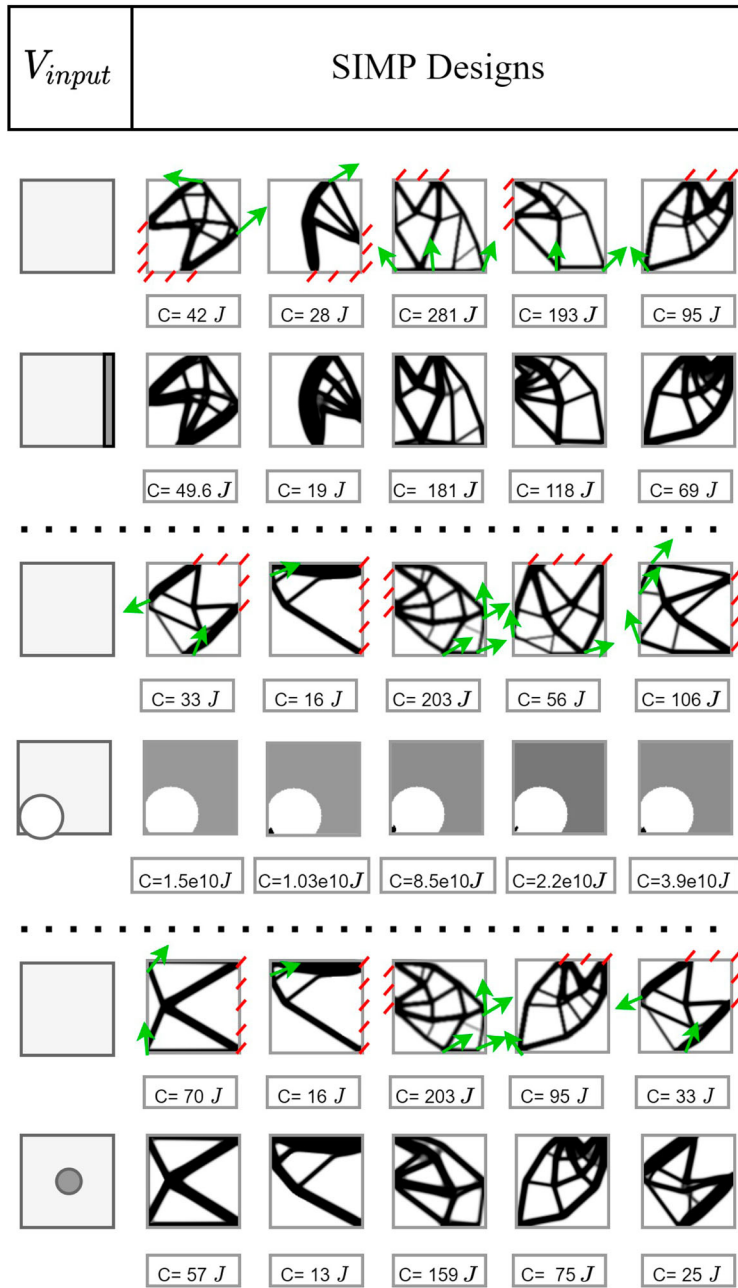 V_input SIMP Designs
C= 42 J C= 28 J C= 281 J C= 193 J C= 95 J
C= 49.6 J C= 19 J C= 181 J C= 118 J C= 69 J
C= 33 J C= 16 J C= 203 J C= 56 J C= 106 J
C=1.5e10J C=1.03e10J C=8.5e10J C=2.2e10J C=3.9e10J
C= 70 J C= 16 J C= 203 J C= 95 J C= 33 J
C= 57 J C= 13 J C= 159 J C= 75 J C= 25 J